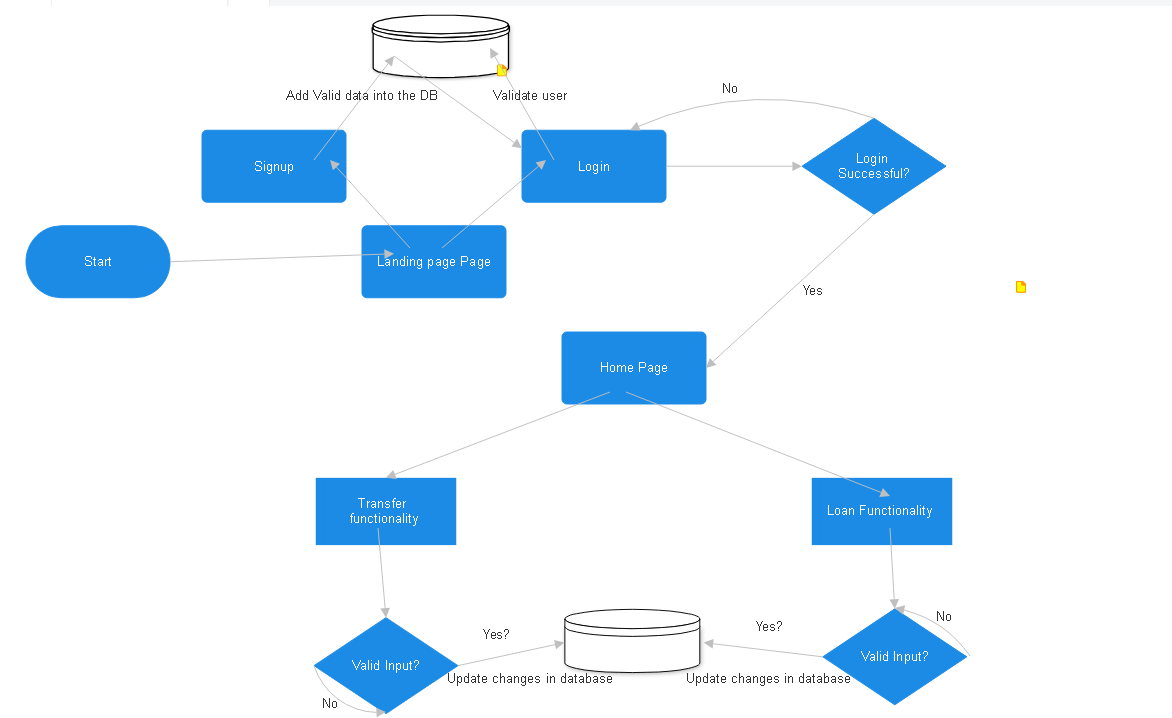 No
Add Valid data into the DB
Validate user
Signup
Login
Login
Successful?
Start
Landing page Page
Yes
Home Page
Transfer
functionality
Loan Functionality
No
Yes?
Yes?
Valid Input?
Valid Input?
Update changes in database
Update changes in database
No